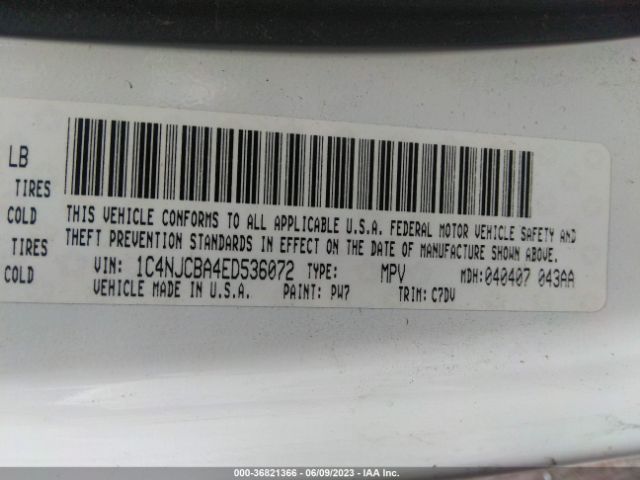 LB
TIRES
COLD
TIRES
COLD
THIS VEHICLE CONFORMS TO ALL APPLICABLE U.S.A. FEDERAL MOTOR VEHICLE SAFETY AND
THEFT PREVENTION STANDARDS IN EFFECT ON THE DATE OF MANUFACTURE SHOWN ABOVE.
VIN: 1C4NJCBA4ED536072 TYPE: MPV MDH: 040407 043AA
VEHICLE MADE IN U.S.A. PAINT: PW7 TRIM: C7DV
000-36821366 | 06/09/2023 | IAA Inc.